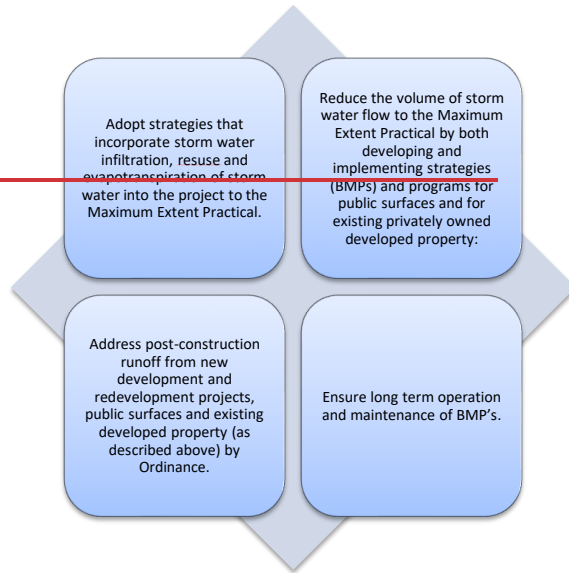 Adopt strategies that
incorporate storm water
infiltration, resuse and
evapotranspiration of storm
water into the project to the
Maximum Extent Practical.
Reduce the volume of storm
water flow to the Maximum
Extent Practical by both
developing and
implementing strategies
(BMPs) and programs for
public surfaces and for
existing privately owned
developed property:
Address post-construction
runoff from new
development and
redevelopment projects,
public surfaces and existing
developed property (as
described above) by
Ordinance.
Ensure long term operation
and maintenance of BMP's.